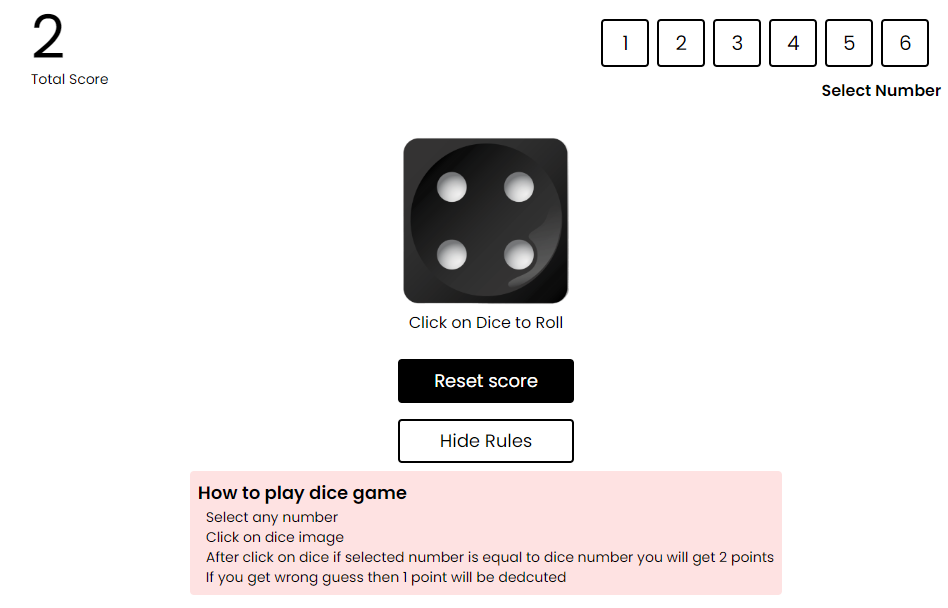 2
Total Score
1 2 3 4 5 6
Select Number
Click on Dice to Roll
Reset score
Hide Rules
How to play dice game
Select any number
Click on dice image
After click on dice if selected number is equal to dice number you will get 2 points
If you get wrong guess then 1 point will be dedcuted